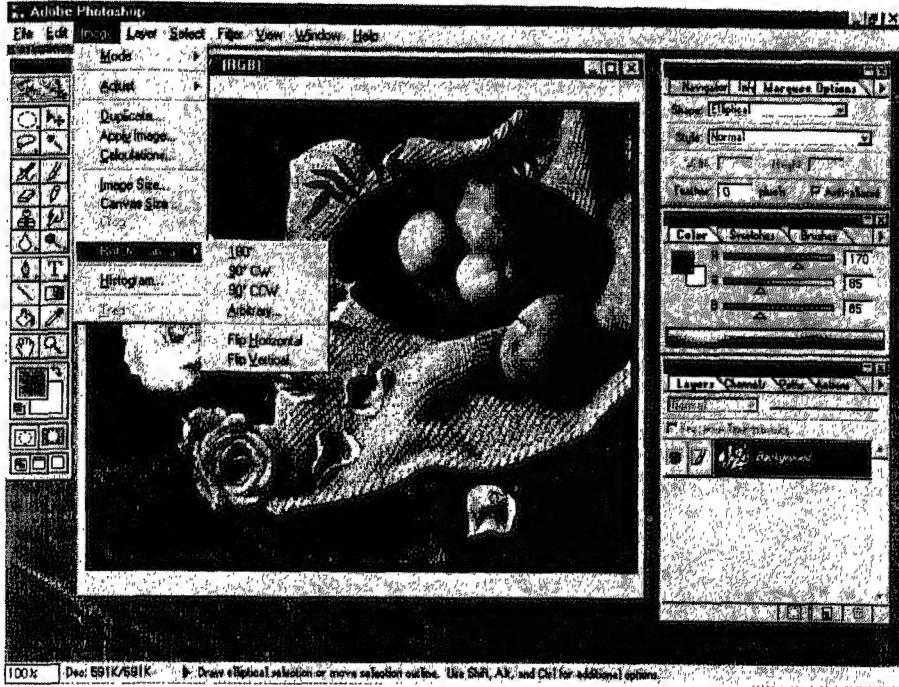 Adobe Photoshop
File Edit Image Layer Select Filter View Window Help
Mode
Adjust
Duplicate...
Apply Image...
Calculations...
Image Size...
Canvas Size
Histogram...
180°
90° CW
90° CCW
Arbitrary...
Flip Horizontal
Flip Vertical
(RGB)
Navigator Inf Marquee Options
Shape: Elliptical
Style: Normal
Feather: 0 pixels Anti-aliased
Color Swatches Brushes
R 170
85
B 85
Layers Channels Paths Actions
Normal
Background
100% Doc: 591K/591K Draw elliptical selection or move selection outline. Use Shift, Alt, and Ctrl for additional options.